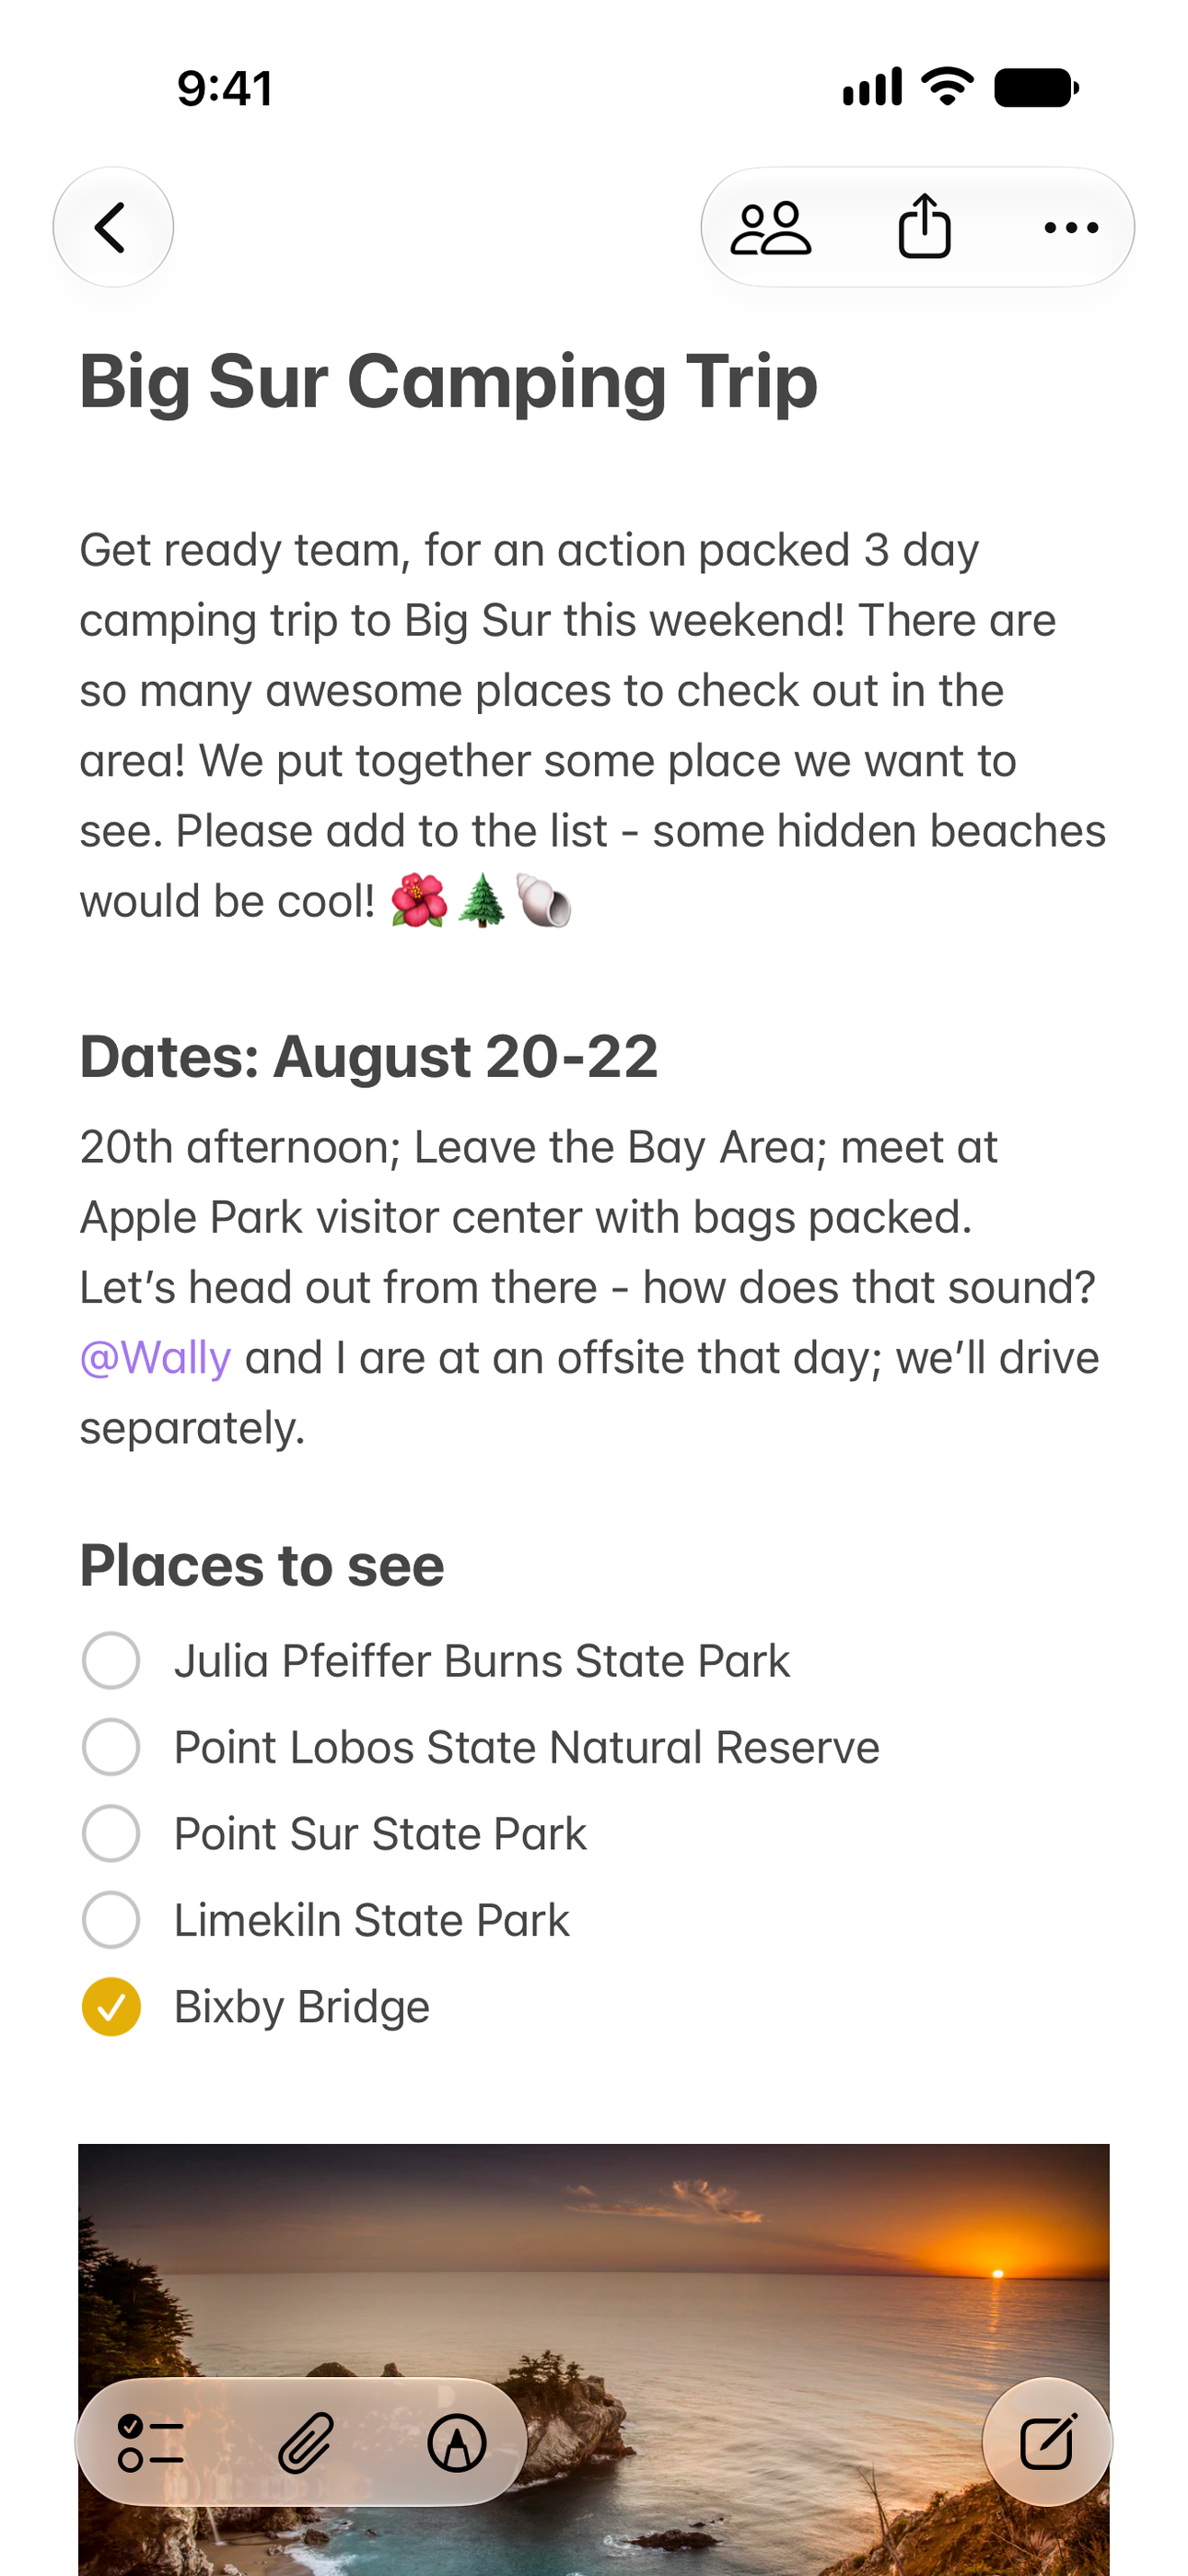 9:41
Big Sur Camping Trip
Get ready team, for an action packed 3 day
camping trip to Big Sur this weekend! There are
so many awesome places to check out in the
area! We put together some place we want to
see. Please add to the list - some hidden beaches
would be cool! 🌺🌲🐚
Dates: August 20-22
20th afternoon; Leave the Bay Area; meet at
Apple Park visitor center with bags packed.
Let’s head out from there - how does that sound?
@Wally and I are at an offsite that day; we’ll drive
separately.
Places to see
Julia Pfeiffer Burns State Park
Point Lobos State Natural Reserve
Point Sur State Park
Limekiln State Park
Bixby Bridge